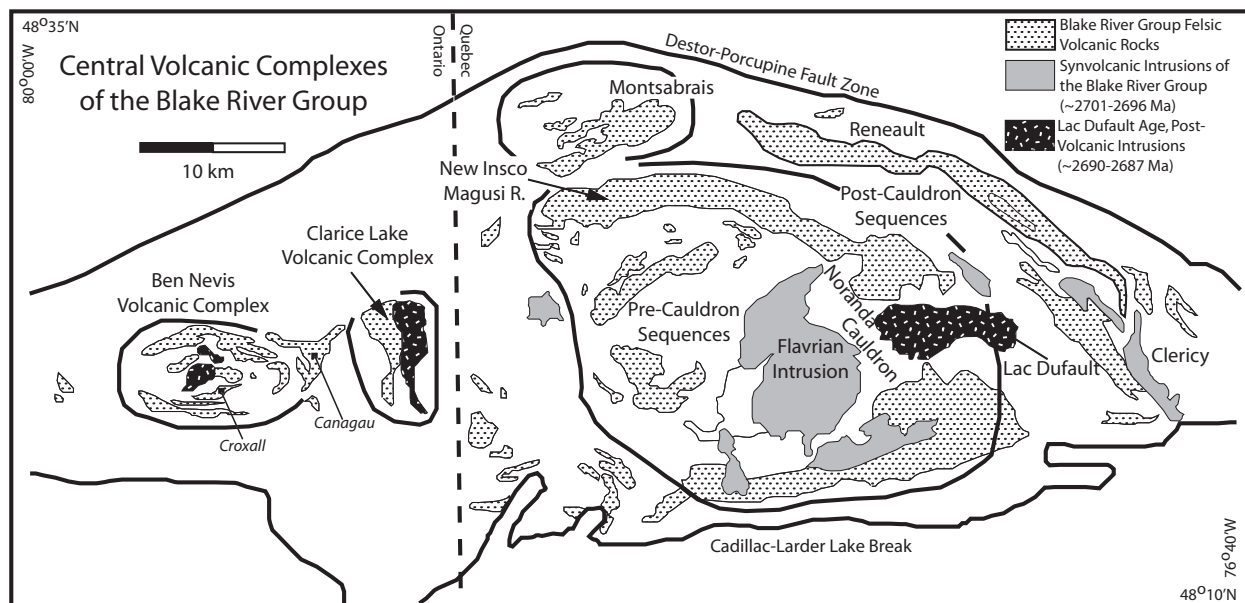 48°35'N
80°00'W
Central Volcanic Complexes
of the Blake River Group
10 km
Ontario
Quebec
Destor-Porcupine Fault Zone
Blake River Group Felsic
Volcanic Rocks
Synvolcanic Intrusions of
the Blake River Group
(~2701-2696 Ma)
Lac Dufault Age, Post-
Volcanic Intrusions
(~2690-2687 Ma)
Montsabrais
Reneault
New Insco
Magusi R.
Post-Cauldron
Sequences
Clarice Lake
Volcanic Complex
Ben Nevis
Volcanic Complex
Pre-Cauldron
Sequences
Noranda
Cauldron
Flavrian
Intrusion
Lac Dufault
Clericy
Canagau
Croxall
Cadillac-Larder Lake Break
76°40'W
48°10'N